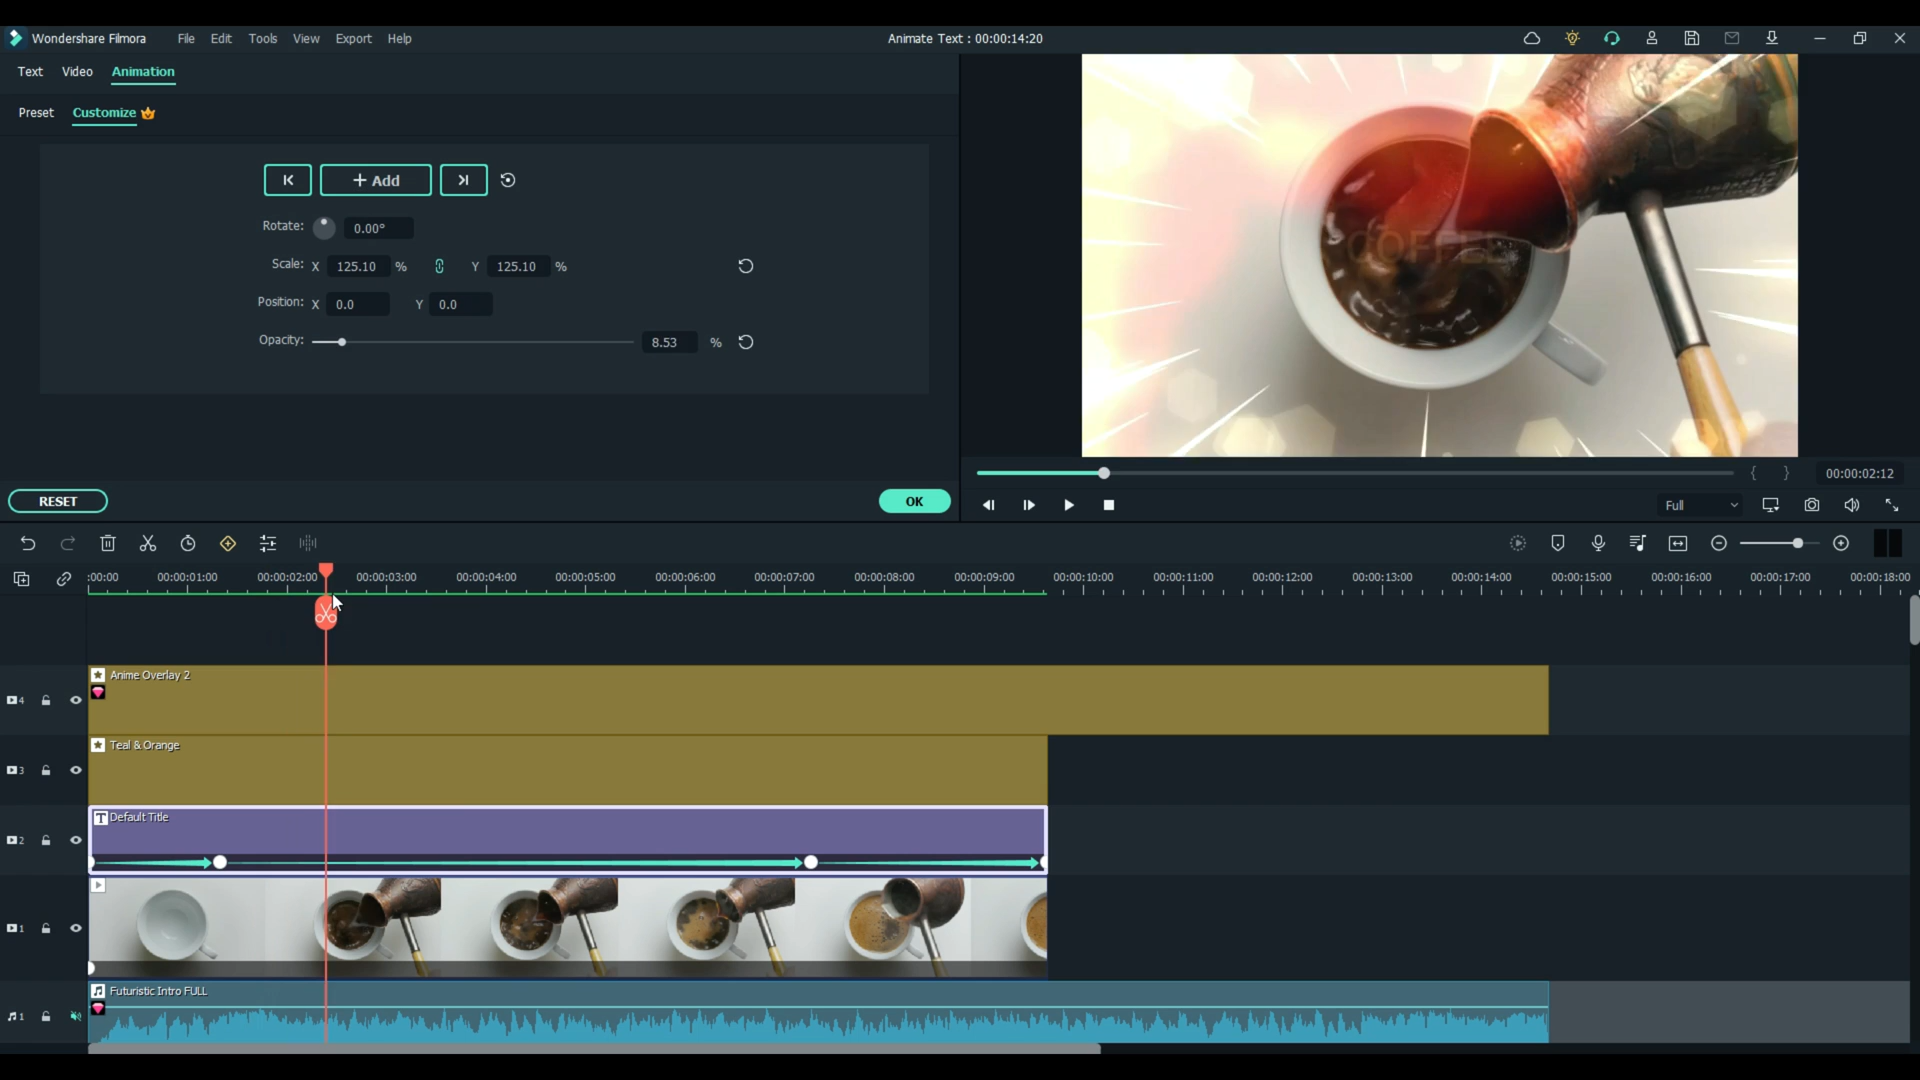 Wondershare Filmora File Edit Tools View Export Help Animate Text : 00:00:14:20
Text Video Animation
Preset Customize
Add
Rotate: 0.00°
Scale: X 125.10 % Y 125.10 %
Position: X 0.0 Y 0.0
Opacity: 8.53 %
RESET OK
COFFEE
{ } 00:00:02:12
Full
:00:00 00:00:01:00 00:00:02:00 00:00:03:00 00:00:04:00 00:00:05:00 00:00:06:00 00:00:07:00 00:00:08:00 00:00:09:00 00:00:10:00 00:00:11:00 00:00:12:00 00:00:13:00 00:00:14:00 00:00:15:00 00:00:16:00 00:00:17:00 00:00:18:00
Anime Overlay 2
4
Teal & Orange
3
T Default Title
2
1
Futuristic Intro FULL
1